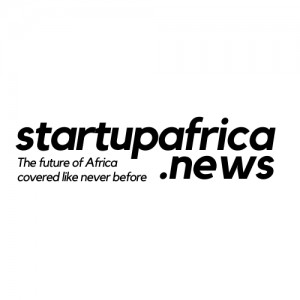 startupafrica
.news
The future of Africa
covered like never before